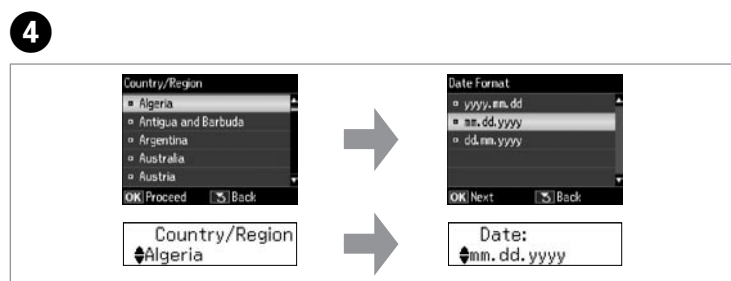 4
Country/Region
Algeria
Antigua and Barbuda
Argentina
Australia
Austria
OK Proceed Back
Date Format
yyyy.mm.dd
mm.dd.yyyy
dd.mm.yyyy
OK Next Back
Country/Region
Algeria
Date:
mm.dd.yyyy